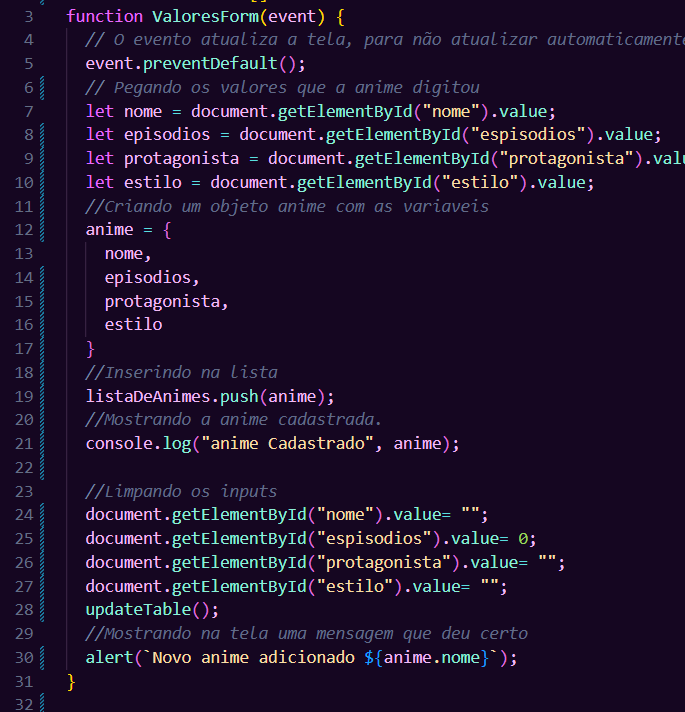 3 function ValoresForm(event) {
4 // O evento atualiza a tela, para não atualizar automaticament
5 event.preventDefault();
6 // Pegando os valores que a anime digitou
7 let nome = document.getElementById("nome").value;
8 let episodios = document.getElementById("espisodios").value;
9 let protagonista = document.getElementById("protagonista").val
10 let estilo = document.getElementById("estilo").value;
11 //Criando um objeto anime com as variaveis
12 anime = {
13 nome,
14 episodios,
15 protagonista,
16 estilo
17 }
18 //Inserindo na lista
19 listaDeAnimes.push(anime);
20 //Mostrando a anime cadastrada.
21 console.log("anime Cadastrado", anime);
22
23 //Limpando os inputs
24 document.getElementById("nome").value= "";
25 document.getElementById("espisodios").value= 0;
26 document.getElementById("protagonista").value= "";
27 document.getElementById("estilo").value= "";
28 updateTable();
29 //Mostrando na tela uma mensagem que deu certo
30 alert(`Novo anime adicionado ${anime.nome}`);
31 }
32